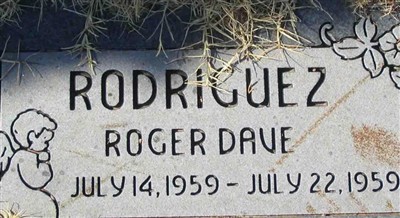 RODRIGUEZ
ROGER DAVE
JULY 14, 1959 - JULY 22, 1959